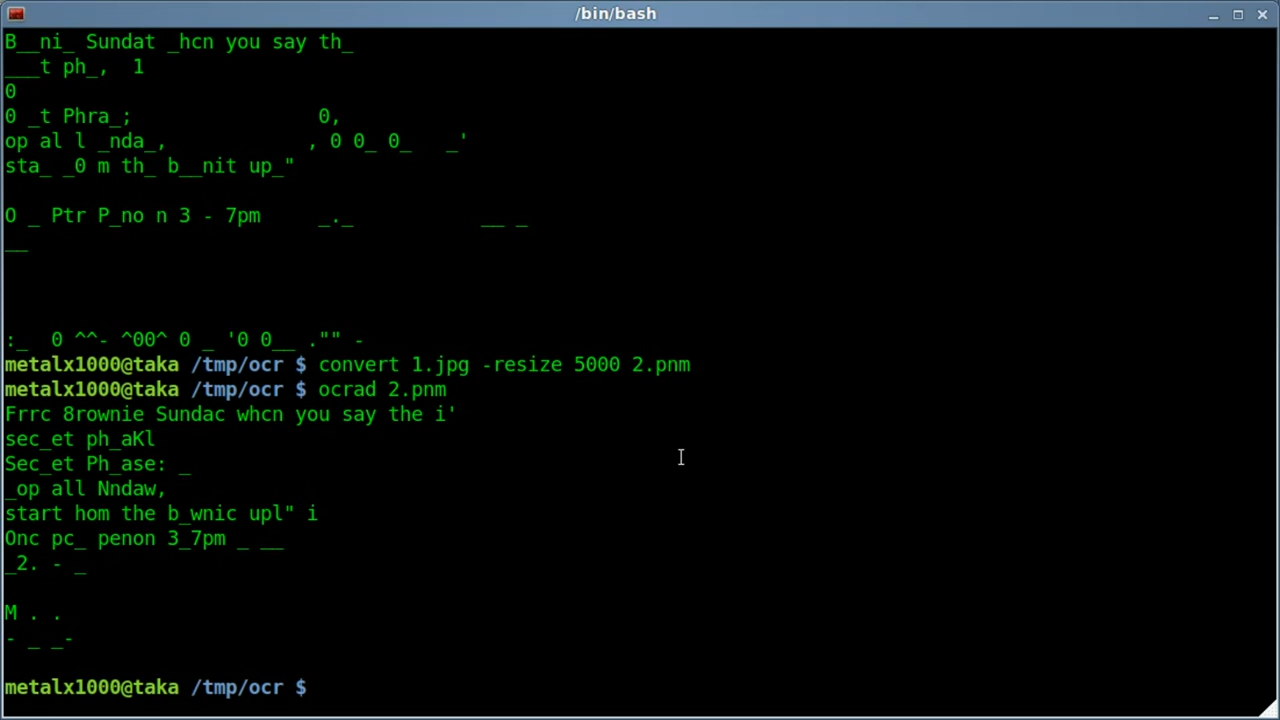 /bin/bash
B__ni_ Sundat _hcn you say th_
___t ph_,  1
0
0 _t Phra_;                0,
op al l _nda_,             , 0 0_ 0_   _'
sta_ _0 m th_ b__nit up_"
O _ Ptr P_no n 3 - 7pm     _._           __ _
__
:_  0 ^^- ^00^ 0 _ '0 0__ ."" -
metalx1000@taka /tmp/ocr $ convert 1.jpg -resize 5000 2.pnm
metalx1000@taka /tmp/ocr $ ocrad 2.pnm
Frrc 8rownie Sundac whcn you say the i'
sec_et ph_aKl
Sec_et Ph_ase: _
_op all Nndaw,
start hom the b_wnic upl" i
Onc pc_ penon 3_7pm _ __
_2. - _
M . .
- _ _-
metalx1000@taka /tmp/ocr $